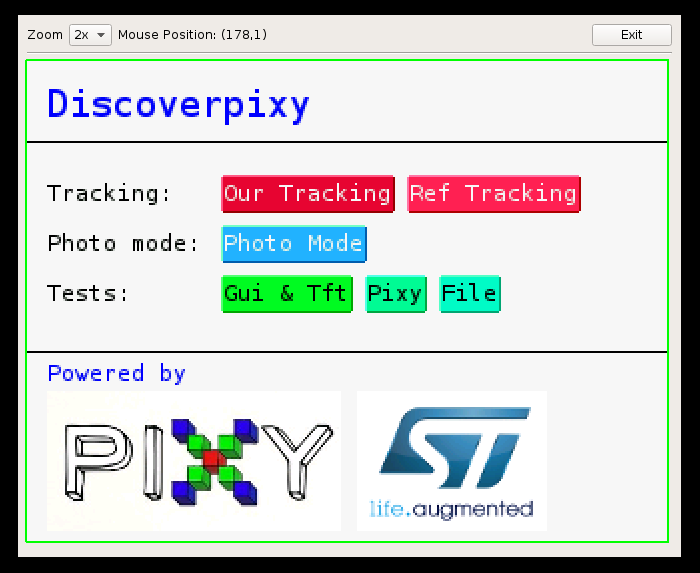 Zoom 2x Mouse Position: (178,1) Exit
Discoverpixy
Tracking: Our Tracking Ref Tracking
Photo mode: Photo Mode
Tests: Gui & Tft Pixy File
Powered by
PIXY ST
life.augmented